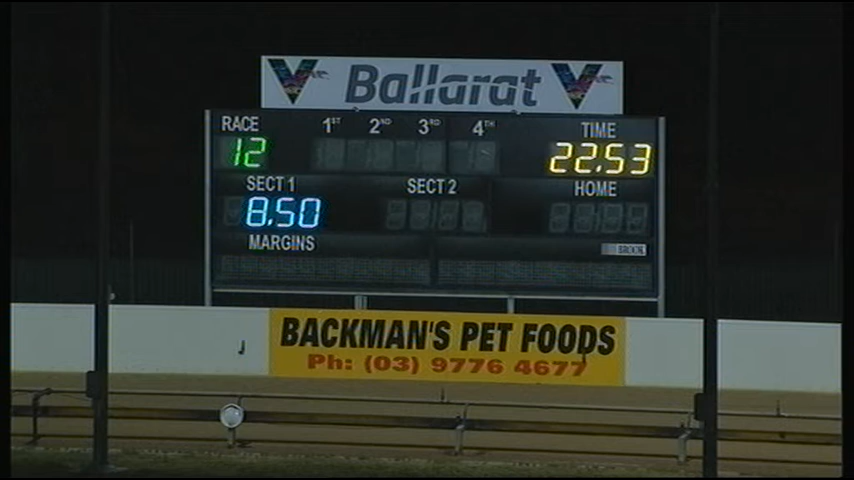 Ballarat
RACE 1ST 2ND 3RD 4TH TIME
12 22.53
SECT 1 SECT 2 HOME
8.50
MARGINS
BACKMAN'S PET FOODS
Ph: (03) 9776 4677